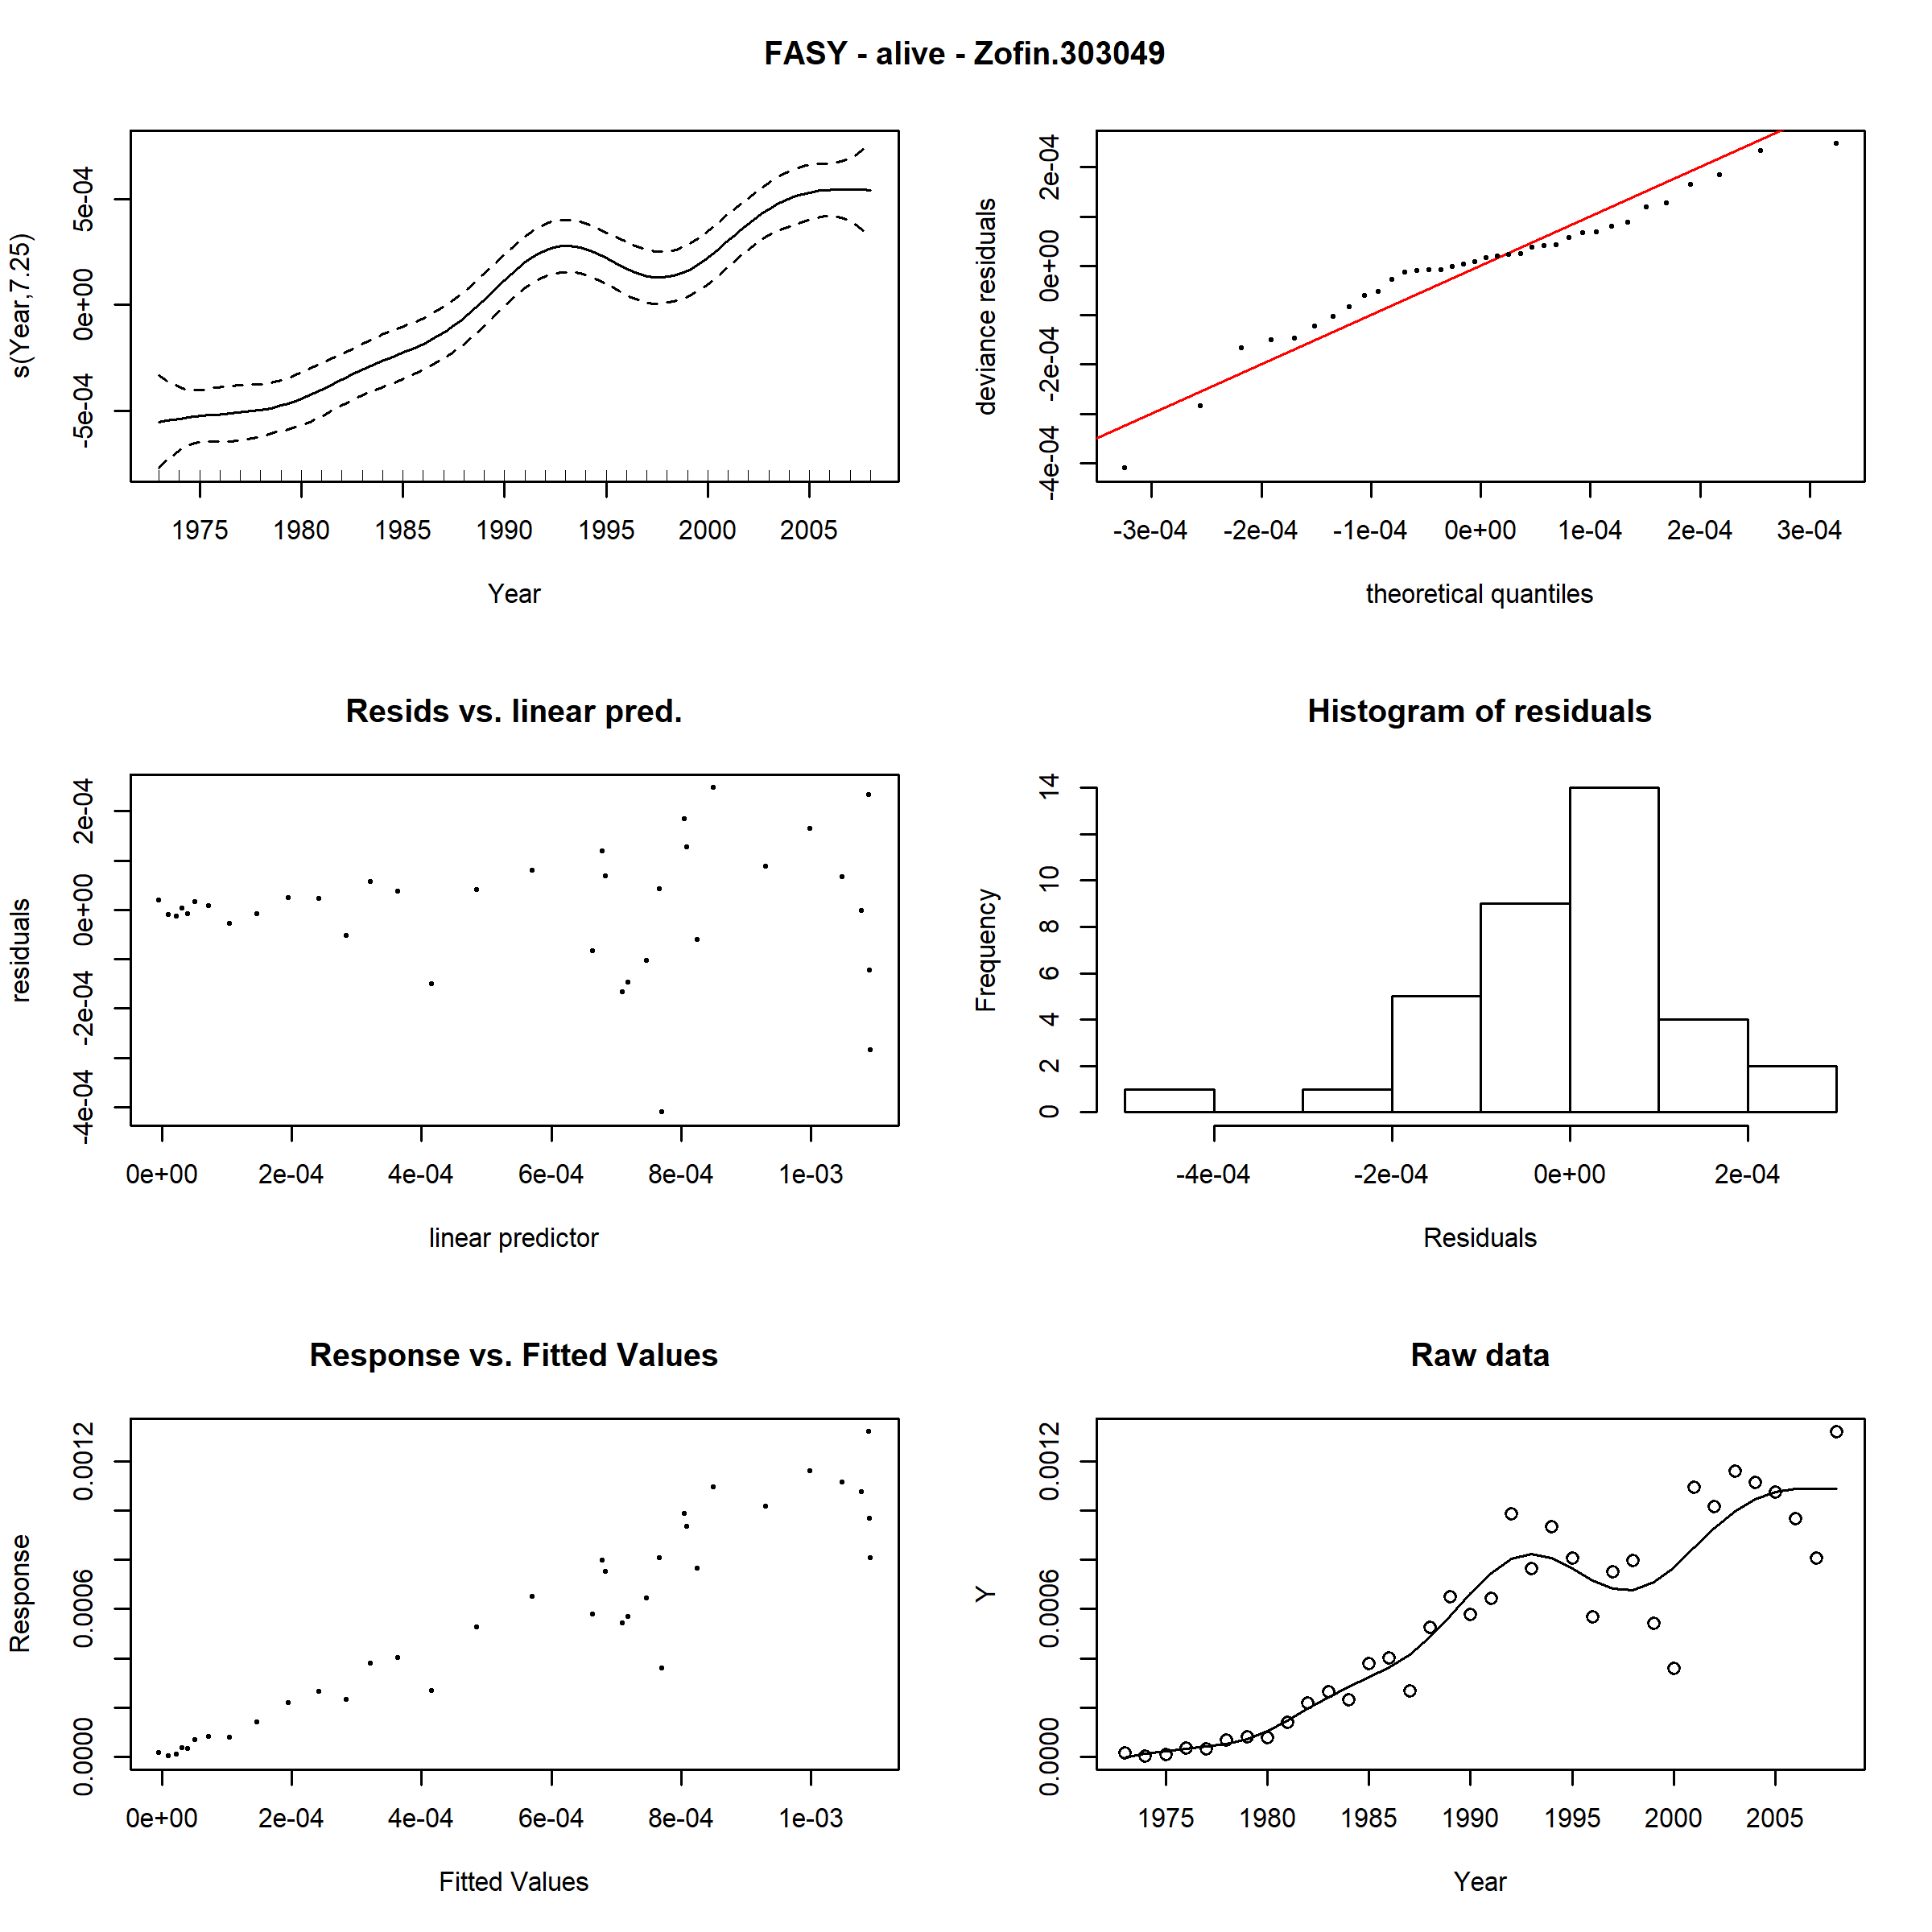 FASY - alive - Zofin.303049
s(Year,7.25)
-5e-04 0e+00 5e-04
1975 1980 1985 1990 1995 2000 2005
Year
deviance residuals
-4e-04 -2e-04 0e+00 2e-04
-3e-04 -2e-04 -1e-04 0e+00 1e-04 2e-04 3e-04
theoretical quantiles
Resids vs. linear pred.
residuals
-4e-04 -2e-04 0e+00 2e-04
0e+00 2e-04 4e-04 6e-04 8e-04 1e-03
linear predictor
Histogram of residuals
Frequency
0 2 4 6 8 10 14
-4e-04 -2e-04 0e+00 2e-04
Residuals
Response vs. Fitted Values
Response
0.0000 0.0006 0.0012
0e+00 2e-04 4e-04 6e-04 8e-04 1e-03
Fitted Values
Raw data
Y
0.0000 0.0006 0.0012
1975 1980 1985 1990 1995 2000 2005
Year